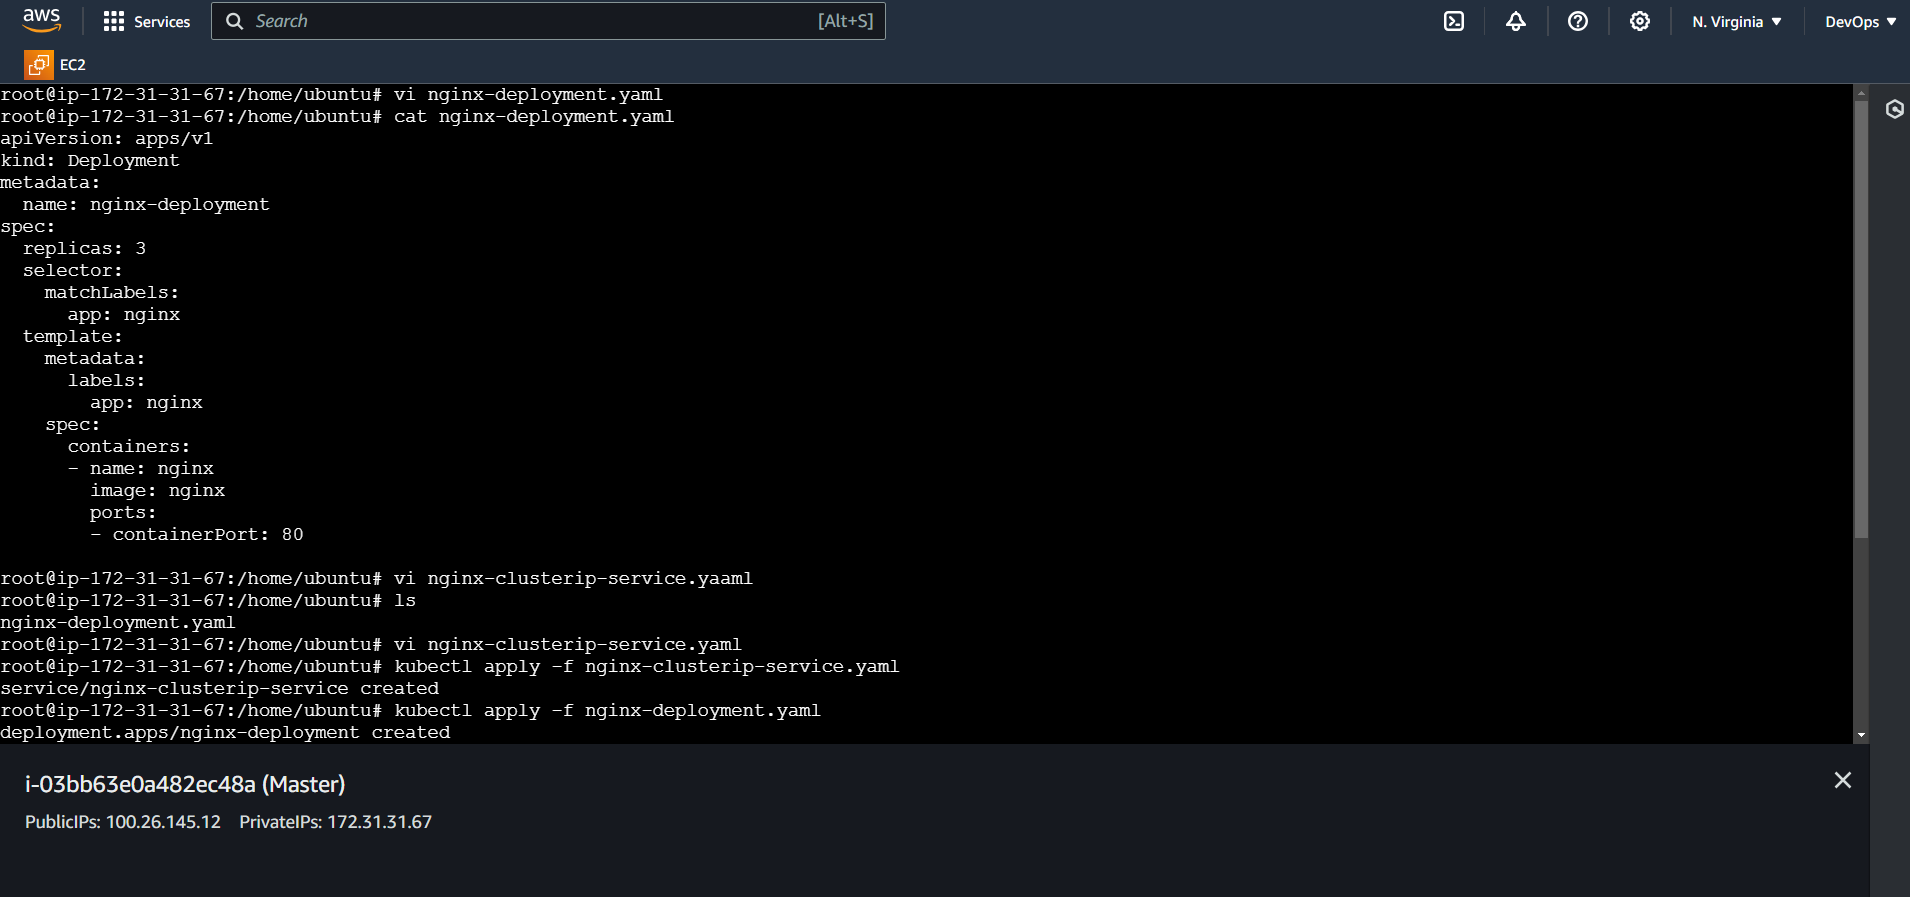 aws
Services
Search
[Alt+S]
N. Virginia
DevOps
EC2
root@ip-172-31-31-67:/home/ubuntu# vi nginx-deployment.yaml
root@ip-172-31-31-67:/home/ubuntu# cat nginx-deployment.yaml
apiVersion: apps/v1
kind: Deployment
metadata:
  name: nginx-deployment
spec:
  replicas: 3
  selector:
    matchLabels:
      app: nginx
  template:
    metadata:
      labels:
        app: nginx
    spec:
      containers:
      - name: nginx
        image: nginx
        ports:
        - containerPort: 80

root@ip-172-31-31-67:/home/ubuntu# vi nginx-clusterip-service.yaaml
root@ip-172-31-31-67:/home/ubuntu# ls
nginx-deployment.yaml
root@ip-172-31-31-67:/home/ubuntu# vi nginx-clusterip-service.yaml
root@ip-172-31-31-67:/home/ubuntu# kubectl apply -f nginx-clusterip-service.yaml
service/nginx-clusterip-service created
root@ip-172-31-31-67:/home/ubuntu# kubectl apply -f nginx-deployment.yaml
deployment.apps/nginx-deployment created
i-03bb63e0a482ec48a (Master)
PublicIPs: 100.26.145.12 PrivateIPs: 172.31.31.67